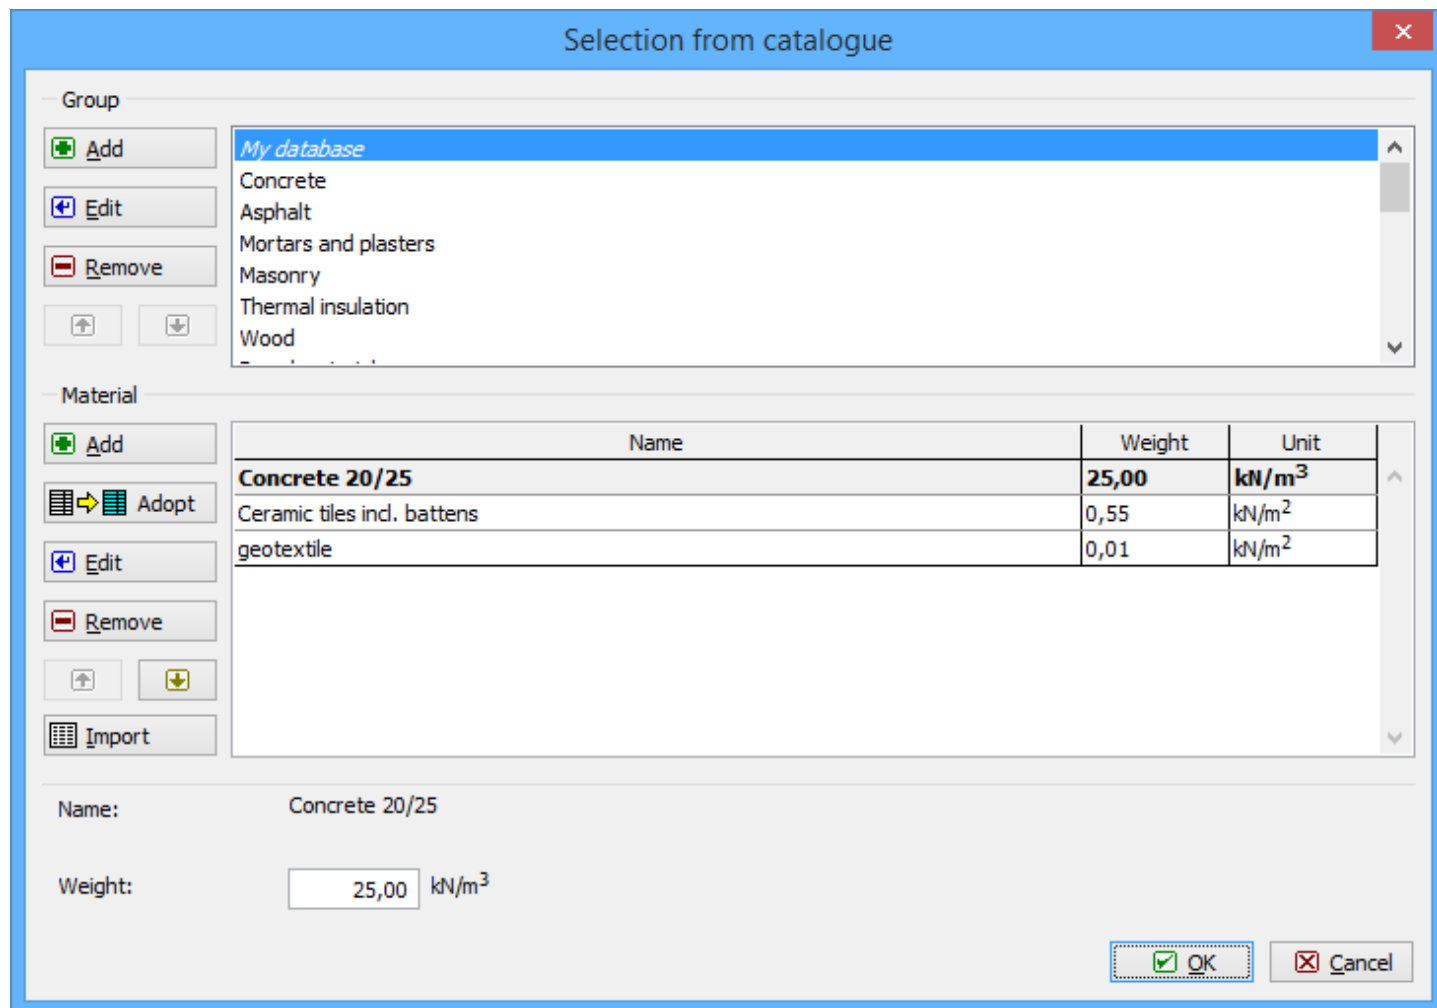 Selection from catalogue
Group
Add
My database
Concrete
Edit
Asphalt
Mortars and plasters
Remove
Masonry
Thermal insulation
Wood
Material
Add
Name Weight Unit
Concrete 20/25 25,00 kN/m³
Adopt
Ceramic tiles incl. battens 0,55 kN/m²
geotextile 0,01 kN/m²
Edit
Remove
Import
Name: Concrete 20/25
Weight: 25,00 kN/m³
OK Cancel